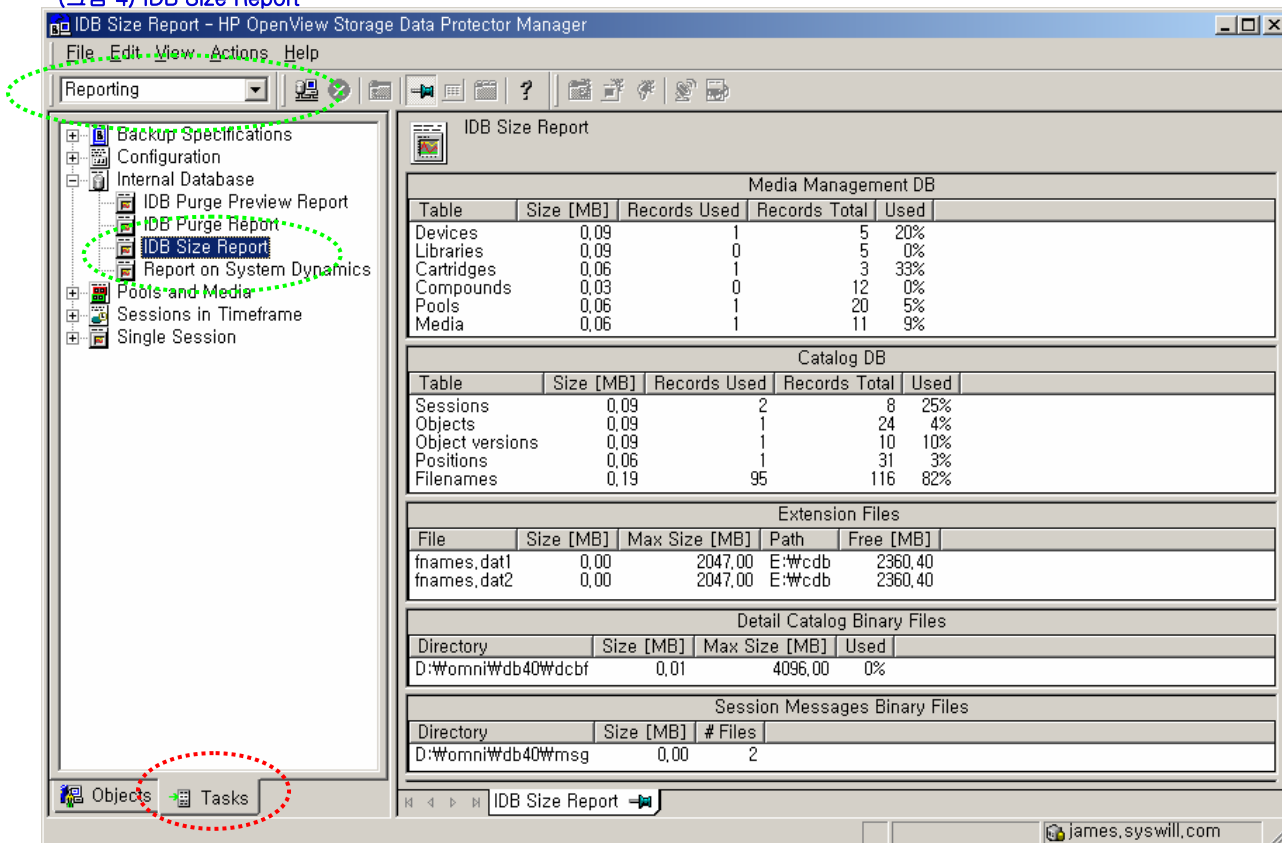 (그림 4) IDB Size Report
IDB Size Report - HP OpenView Storage Data Protector Manager
File Edit View Actions Help
Reporting
Backup Specifications
Configuration
Internal Database
IDB Purge Preview Report
IDB Purge Report
IDB Size Report
Report on System Dynamics
Pools and Media
Sessions in Timeframe
Single Session
Objects
Tasks
IDB Size Report
Media Management DB
Table Size [MB] Records Used Records Total Used
Devices 0,09 1 5 20%
Libraries 0,09 0 5 0%
Cartridges 0,06 1 3 33%
Compounds 0,03 0 12 0%
Pools 0,06 1 20 5%
Media 0,06 1 11 9%
Catalog DB
Table Size [MB] Records Used Records Total Used
Sessions 0,09 2 8 25%
Objects 0,09 1 24 4%
Object versions 0,09 1 10 10%
Positions 0,06 1 31 3%
Filenames 0,19 95 116 82%
Extension Files
File Size [MB] Max Size [MB] Path Free [MB]
fnames,dat1 0,00 2047,00 E:₩cdb 2360,40
fnames,dat2 0,00 2047,00 E:₩cdb 2360,40
Detail Catalog Binary Files
Directory Size [MB] Max Size [MB] Used
D:₩omni₩db40₩dcbf 0,01 4096,00 0%
Session Messages Binary Files
Directory Size [MB] # Files
D:₩omni₩db40₩msg 0,00 2
IDB Size Report
james,syswill,com